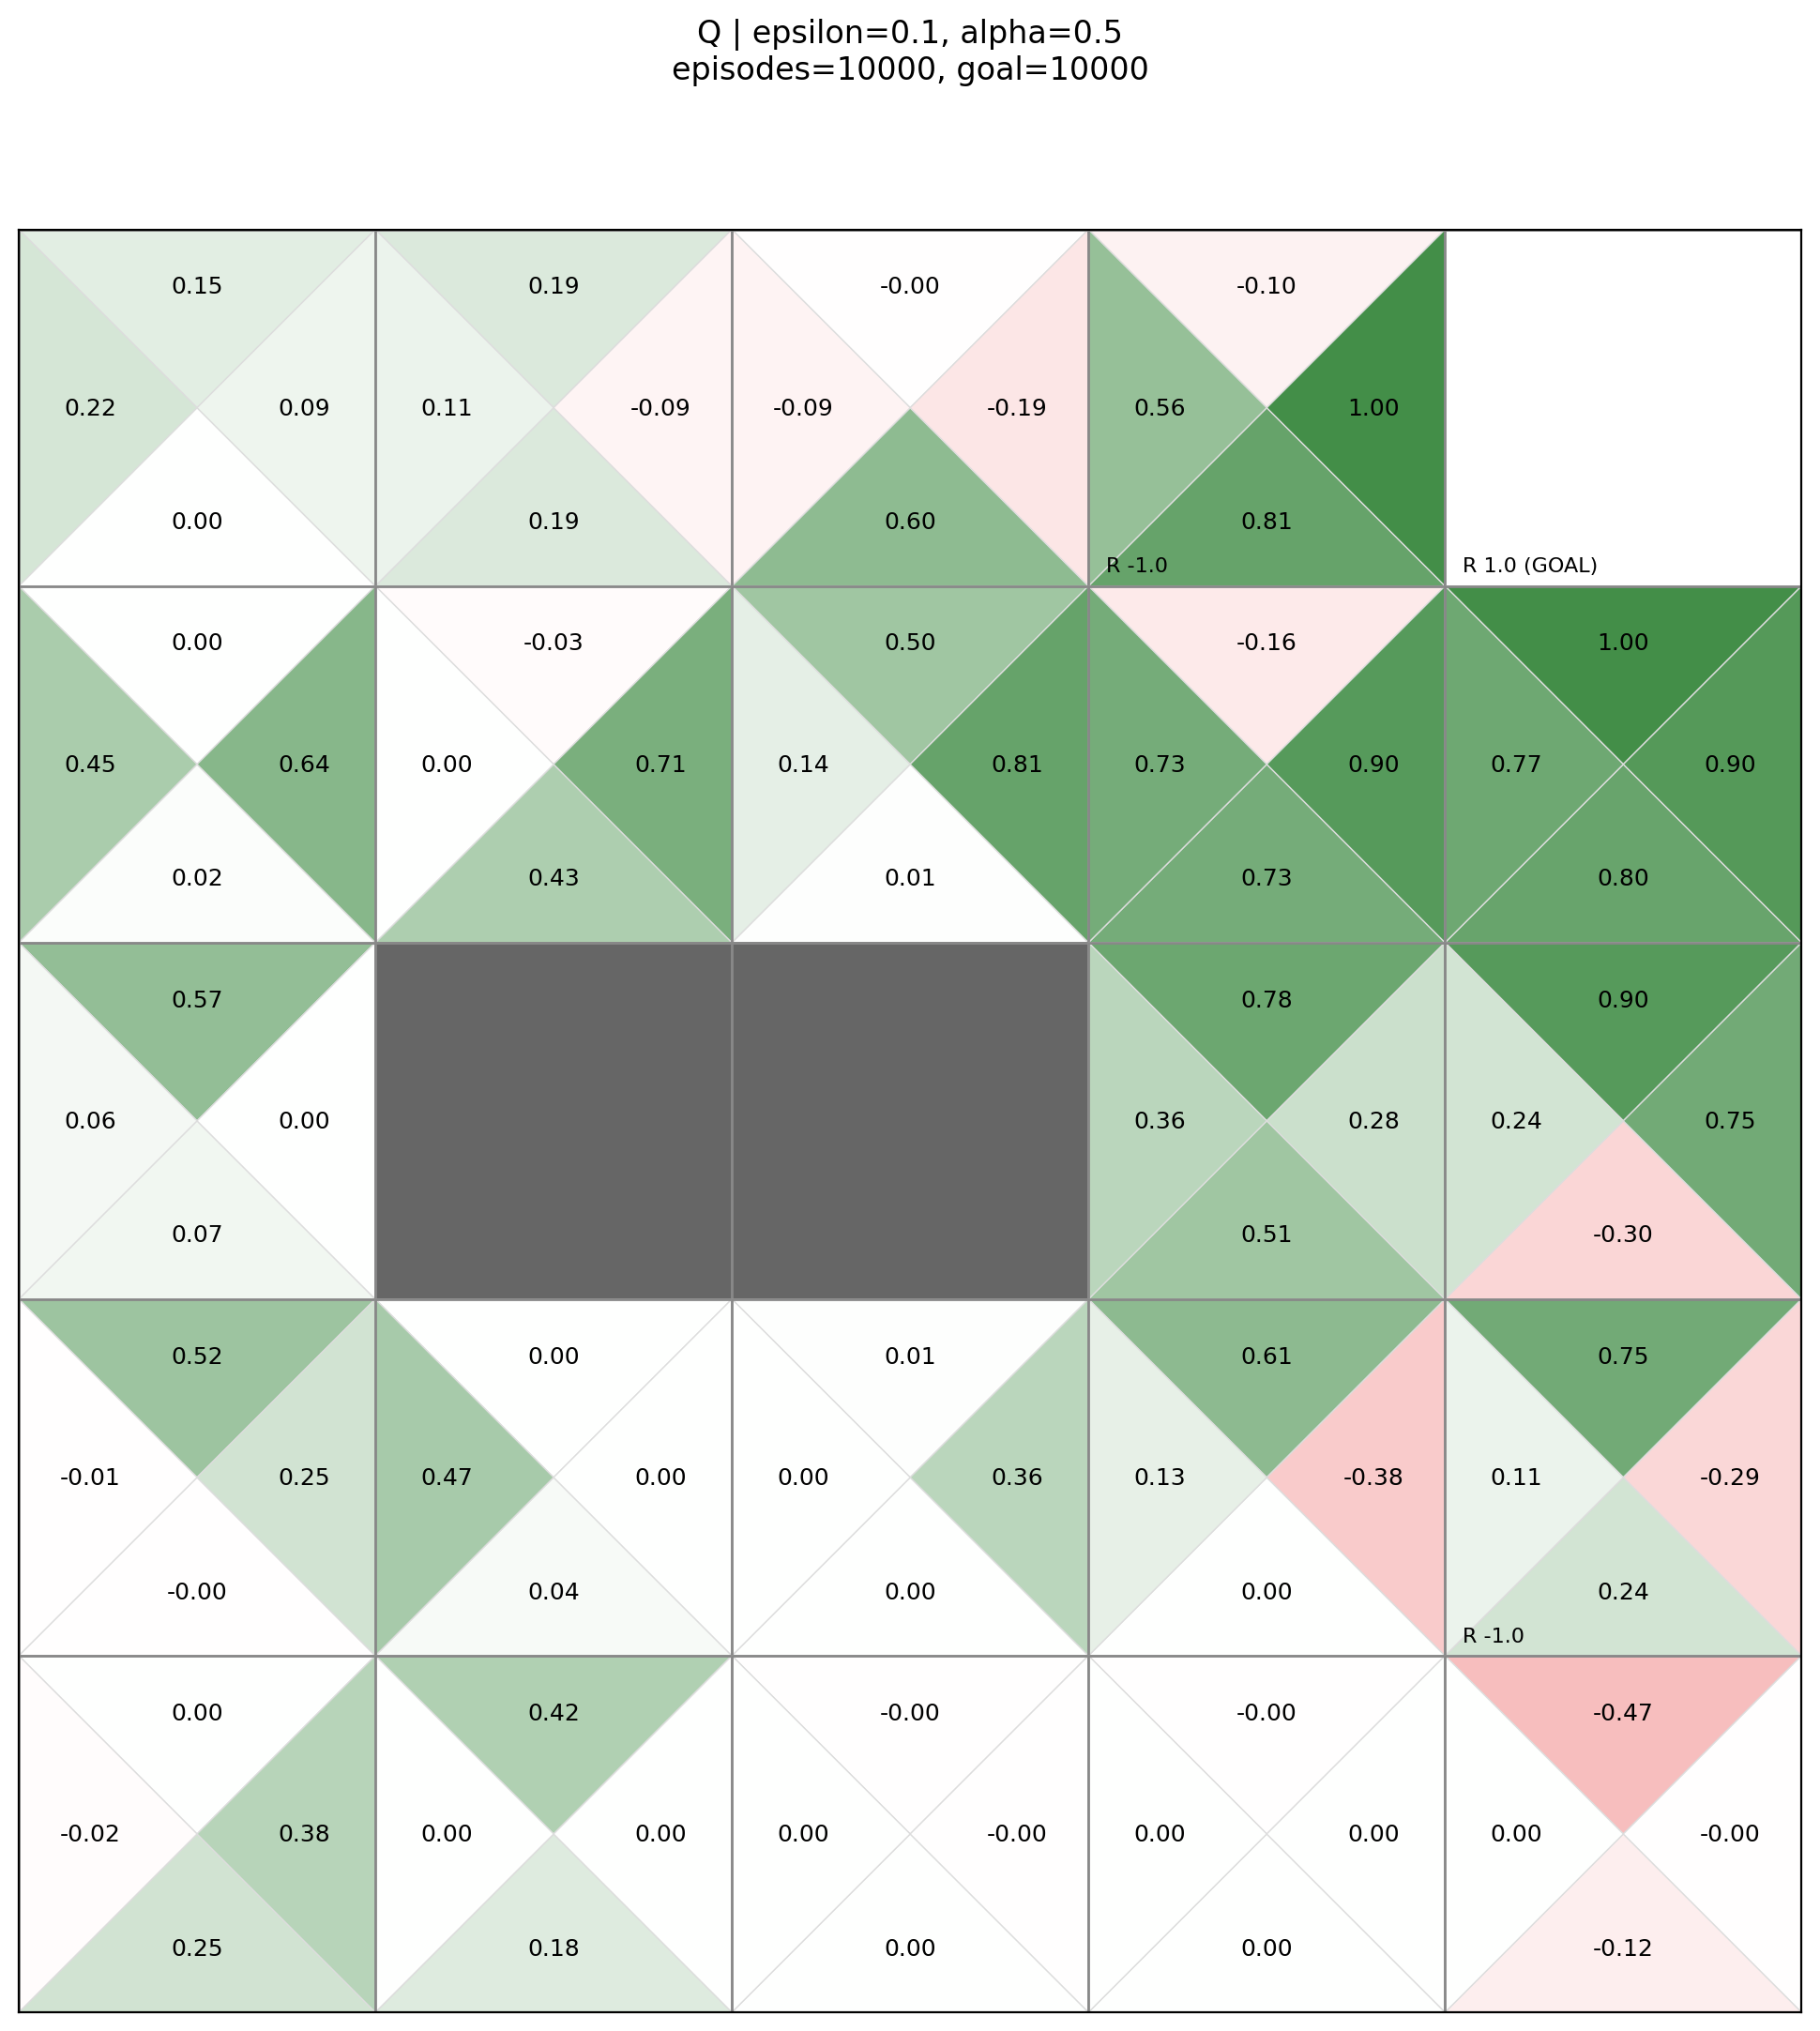 Q | epsilon=0.1, alpha=0.5
episodes=10000, goal=10000
0.15 0.19 -0.00 -0.10
0.22 0.09 0.11 -0.09 -0.09 -0.19 0.56 1.00
0.00 0.19 0.60 0.81
R -1.0 R 1.0 (GOAL)
0.00 -0.03 0.50 -0.16 1.00
0.45 0.64 0.00 0.71 0.14 0.81 0.73 0.90 0.77 0.90
0.02 0.43 0.01 0.73 0.80
0.57 0.78 0.90
0.06 0.00 0.36 0.28 0.24 0.75
0.07 0.51 -0.30
0.52 0.00 0.01 0.61 0.75
-0.01 0.25 0.47 0.00 0.00 0.36 0.13 -0.38 0.11 -0.29
-0.00 0.04 0.00 0.00 0.24
R -1.0
0.00 0.42 -0.00 -0.00 -0.47
-0.02 0.38 0.00 0.00 0.00 -0.00 0.00 0.00 0.00 -0.00
0.25 0.18 0.00 0.00 -0.12